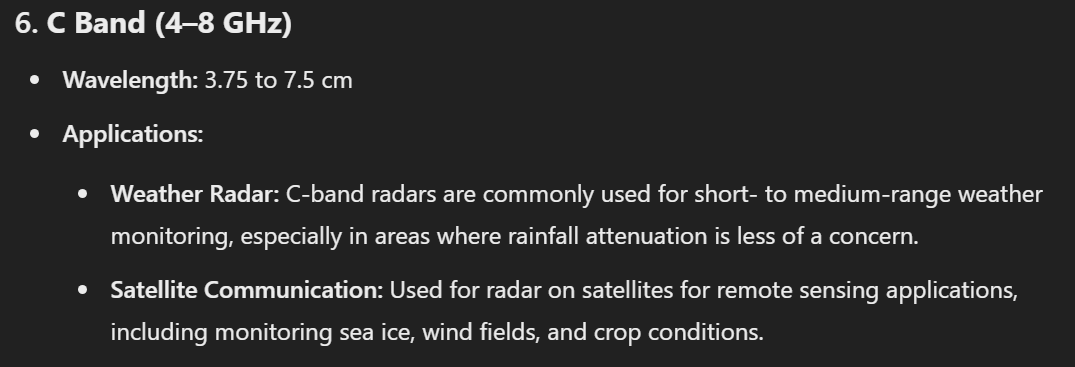 6. C Band (4–8 GHz)
• Wavelength: 3.75 to 7.5 cm
• Applications:
• Weather Radar: C-band radars are commonly used for short- to medium-range weather
monitoring, especially in areas where rainfall attenuation is less of a concern.
• Satellite Communication: Used for radar on satellites for remote sensing applications,
including monitoring sea ice, wind fields, and crop conditions.